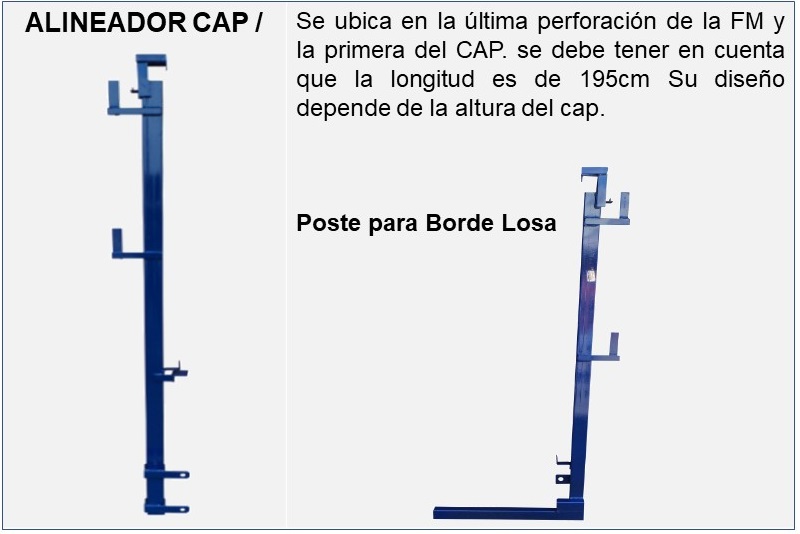 ALINEADOR CAP /
Se ubica en la última perforación de la FM y
la primera del CAP. se debe tener en cuenta
que la longitud es de 195cm Su diseño
depende de la altura del cap.
Poste para Borde Losa